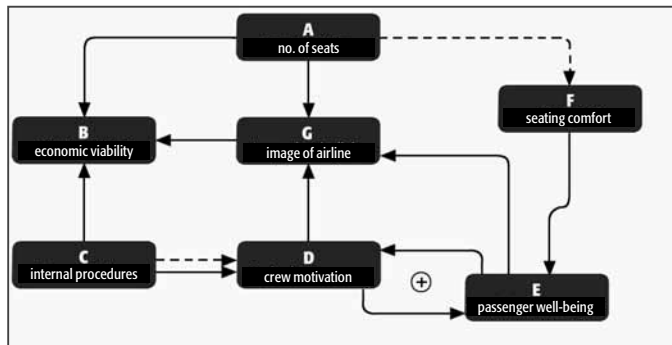 A
no. of seats
F
seating comfort
B
economic viability
G
image of airline
C
internal procedures
D
crew motivation
E
passenger well-being
+